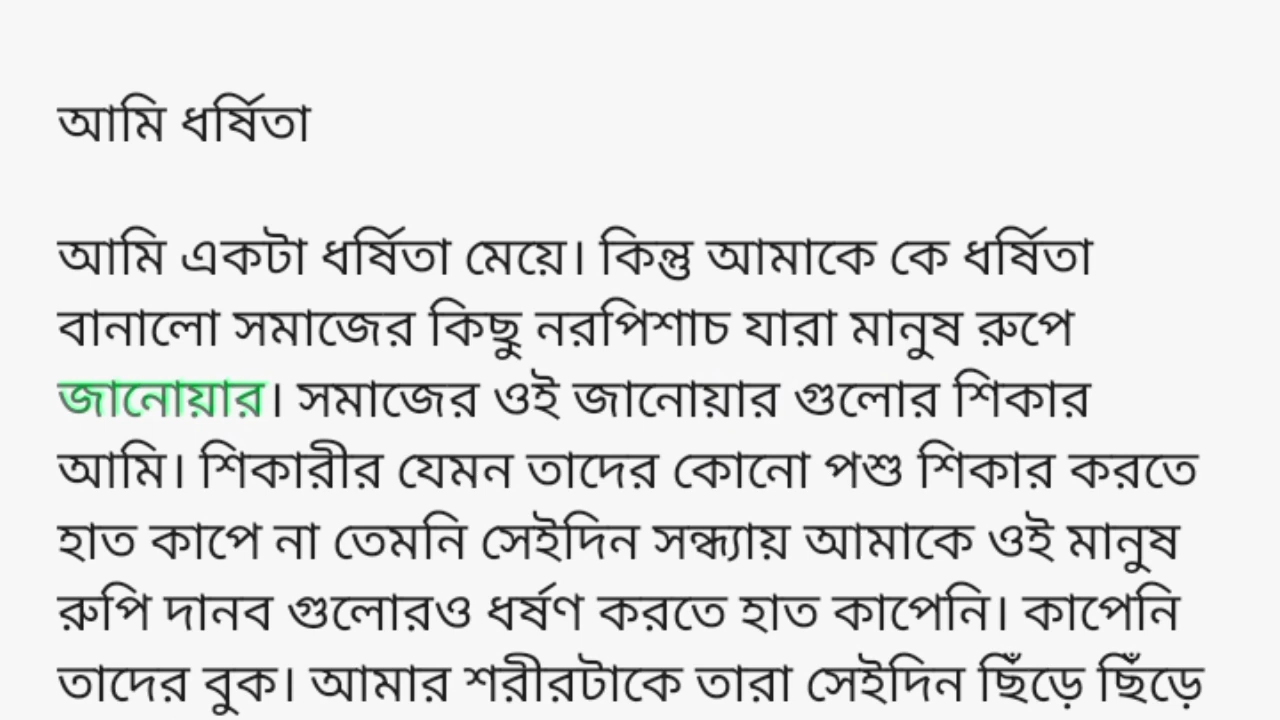 আমি ধর্ষিতা
আমি একটা ধর্ষিতা মেয়ে। কিন্তু আমাকে কে ধর্ষিতা
বানালো সমাজের কিছু নরপিশাচ যারা মানুষ রুপে
জানোয়ার। সমাজের ওই জানোয়ার গুলোর শিকার
আমি। শিকারীর যেমন তাদের কোনো পশু শিকার করতে
হাত কাপে না তেমনি সেইদিন সন্ধ্যায় আমাকে ওই মানুষ
রুপি দানব গুলোরও ধর্ষণ করতে হাত কাপেনি। কাপেনি
তাদের বুক। আমার শরীরটাকে তারা সেইদিন ছিঁড়ে ছিঁড়ে